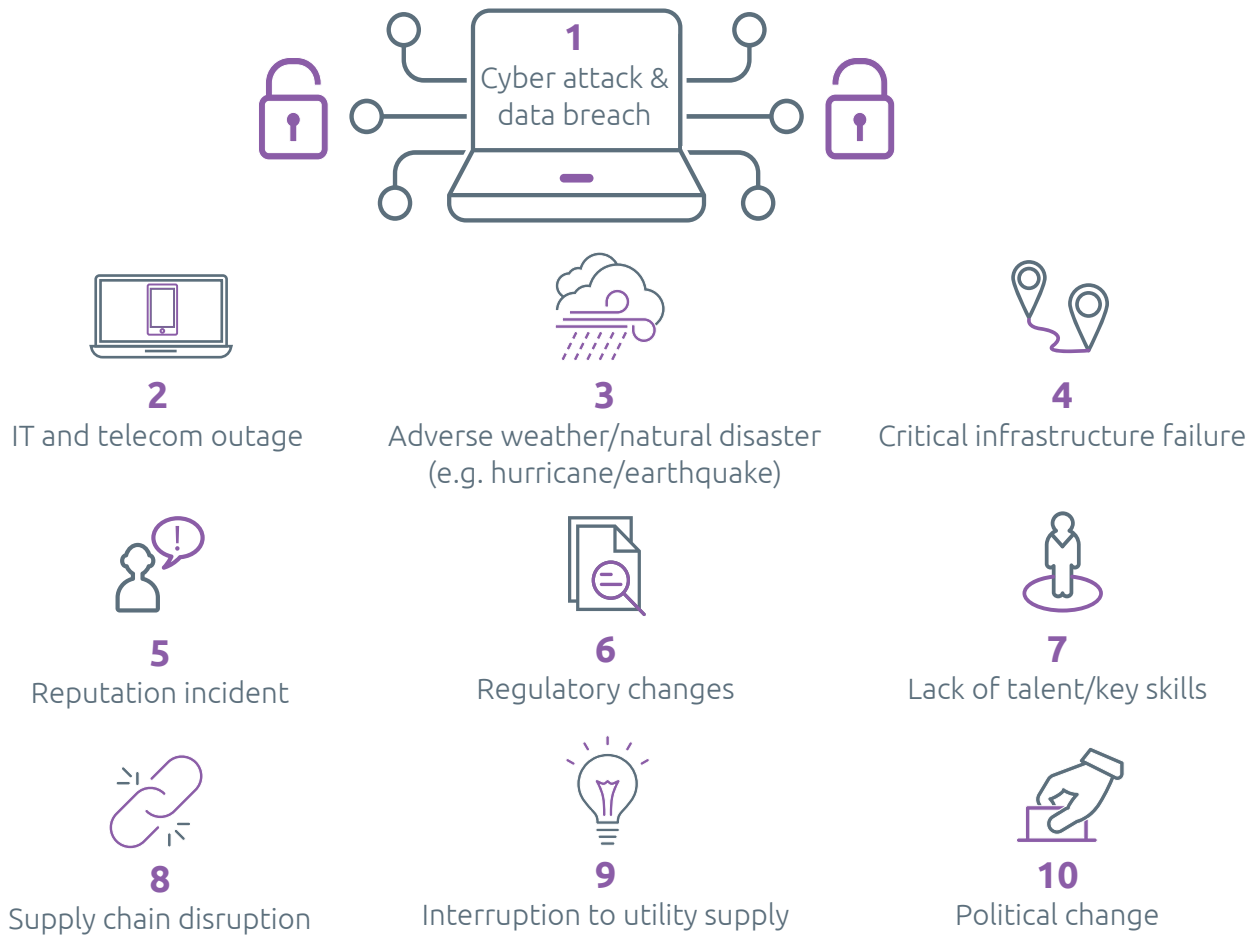 1
Cyber attack &
data breach
2
IT and telecom outage
3
Adverse weather/natural disaster
(e.g. hurricane/earthquake)
4
Critical infrastructure failure
5
Reputation incident
6
Regulatory changes
7
Lack of talent/key skills
8
Supply chain disruption
9
Interruption to utility supply
10
Political change